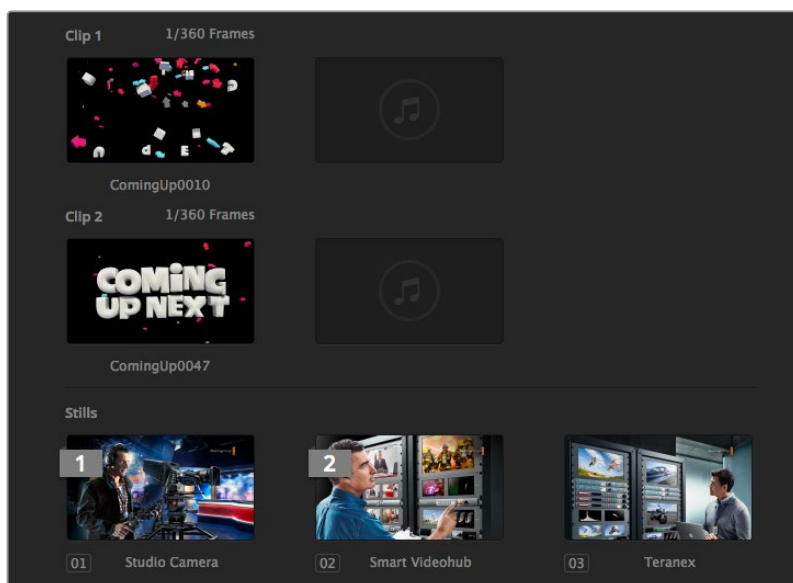 Clip 1 1/360 Frames
ComingUp0010
Clip 2 1/360 Frames
COMiNG
UP NEXT
ComingUp0047
Stills
1 2
01 Studio Camera 02 Smart Videohub 03 Teranex